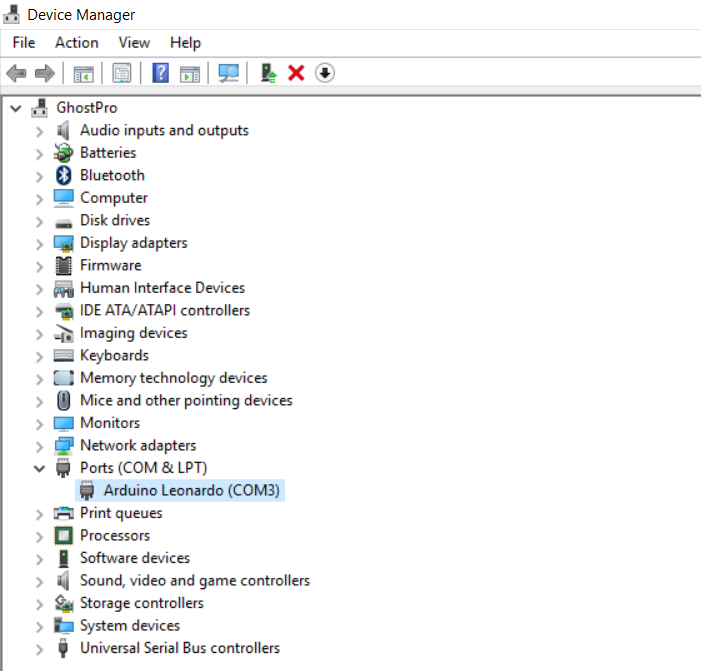 Device Manager
File Action View Help
?
GhostPro
Audio inputs and outputs
Batteries
Bluetooth
Computer
Disk drives
Display adapters
Firmware
Human Interface Devices
IDE ATA/ATAPI controllers
Imaging devices
Keyboards
Memory technology devices
Mice and other pointing devices
Monitors
Network adapters
Ports (COM & LPT)
Arduino Leonardo (COM3)
Print queues
Processors
Software devices
Sound, video and game controllers
Storage controllers
System devices
Universal Serial Bus controllers